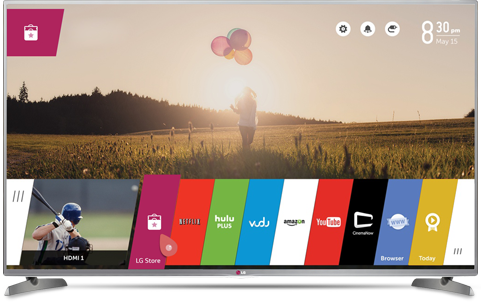 8 30 pm
May 15
HDMI 1
LG Store
NETFLIX
hulu
PLUS
vudu
amazon
YouTube
CinemaNow
WWW
Browser
Today
LG